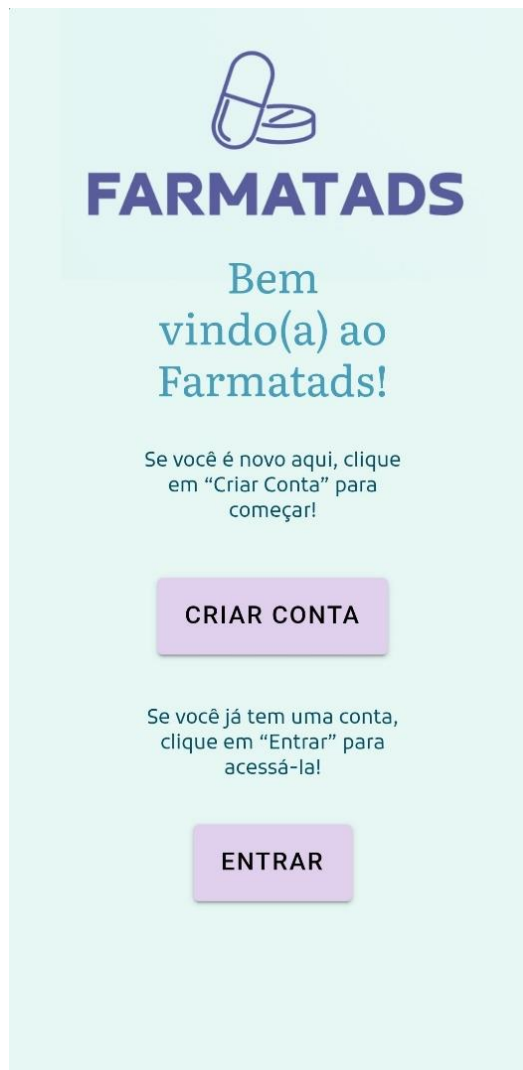 FARMATADS
Bem
vindo(a) ao
Farmatads!
Se você é novo aqui, clique
em “Criar Conta” para
começar!
CRIAR CONTA
Se você já tem uma conta,
clique em “Entrar” para
acessá-la!
ENTRAR